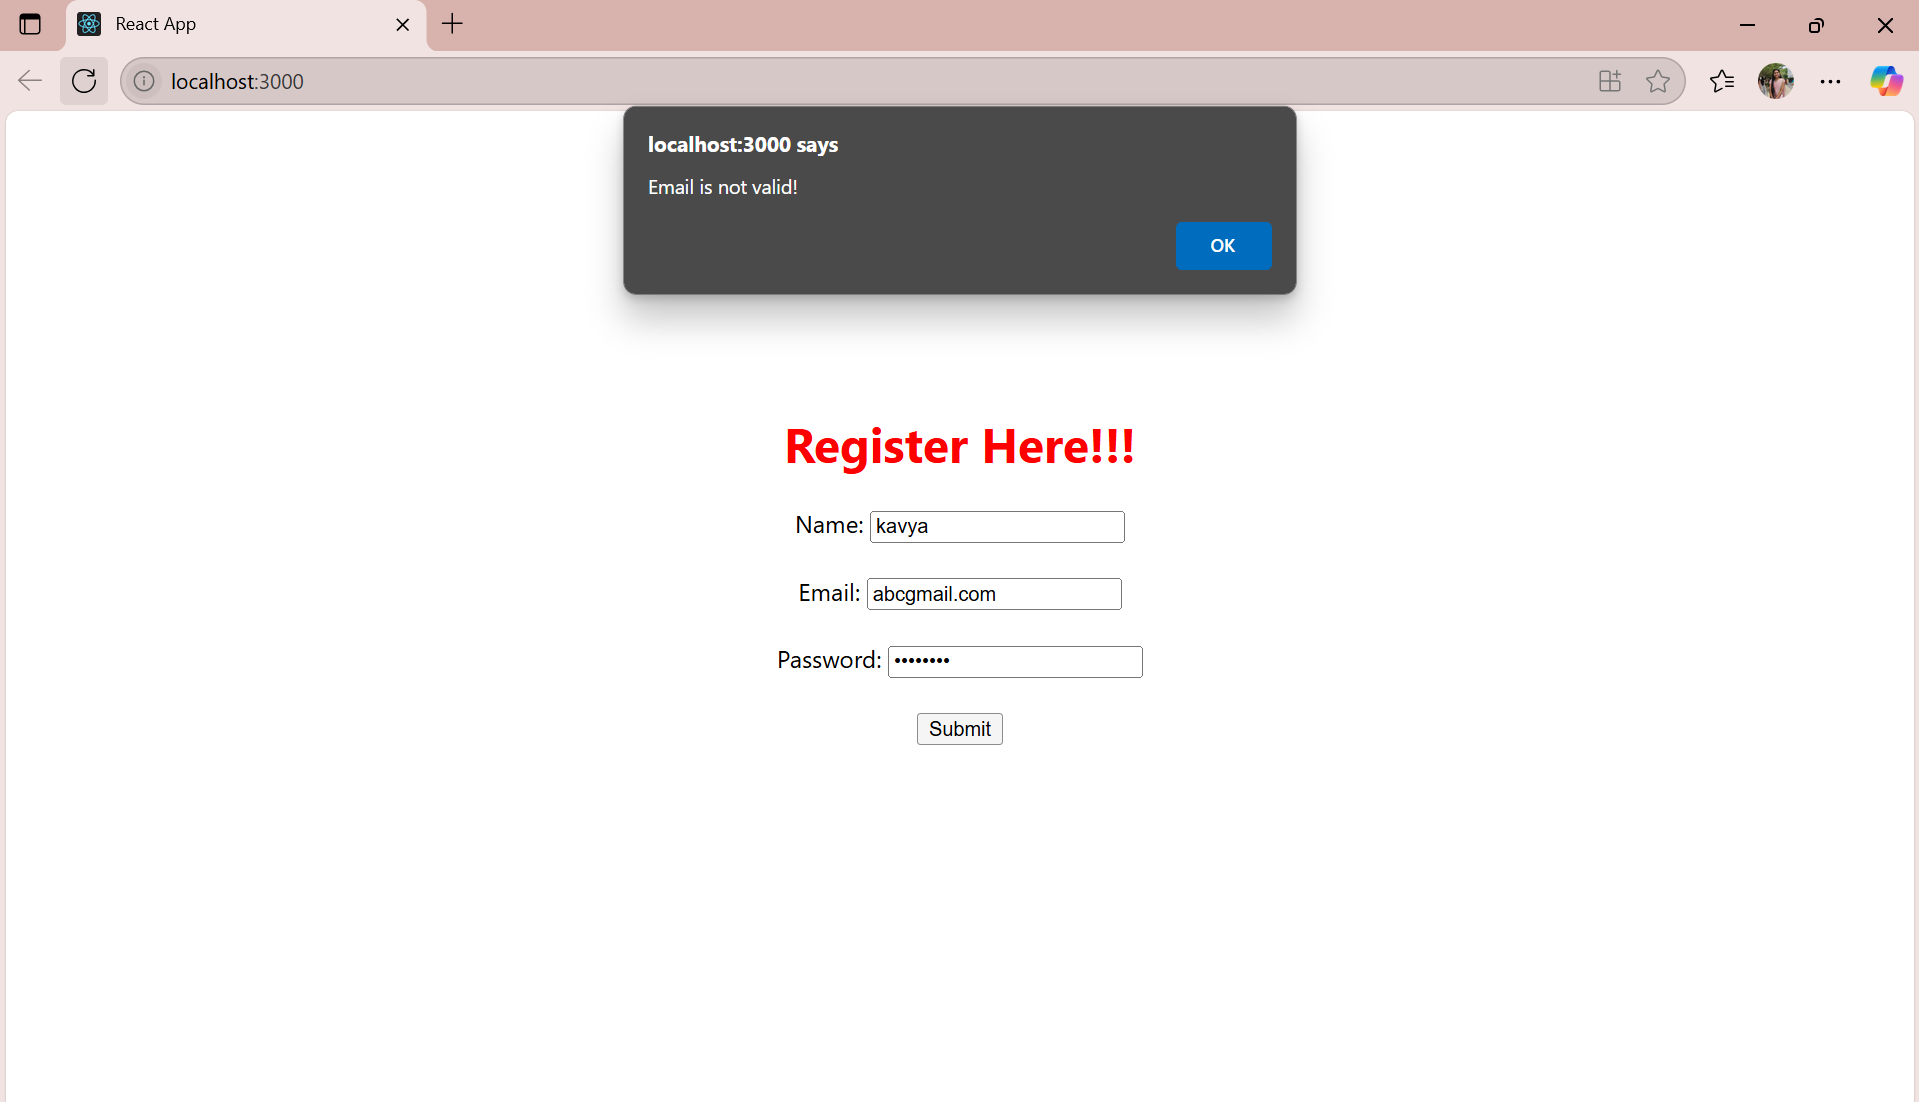 React App
localhost:3000
localhost:3000 says
Email is not valid!
OK
Register Here!!!
Name: kavya
Email: abcgmail.com
Password: ••••••••
Submit